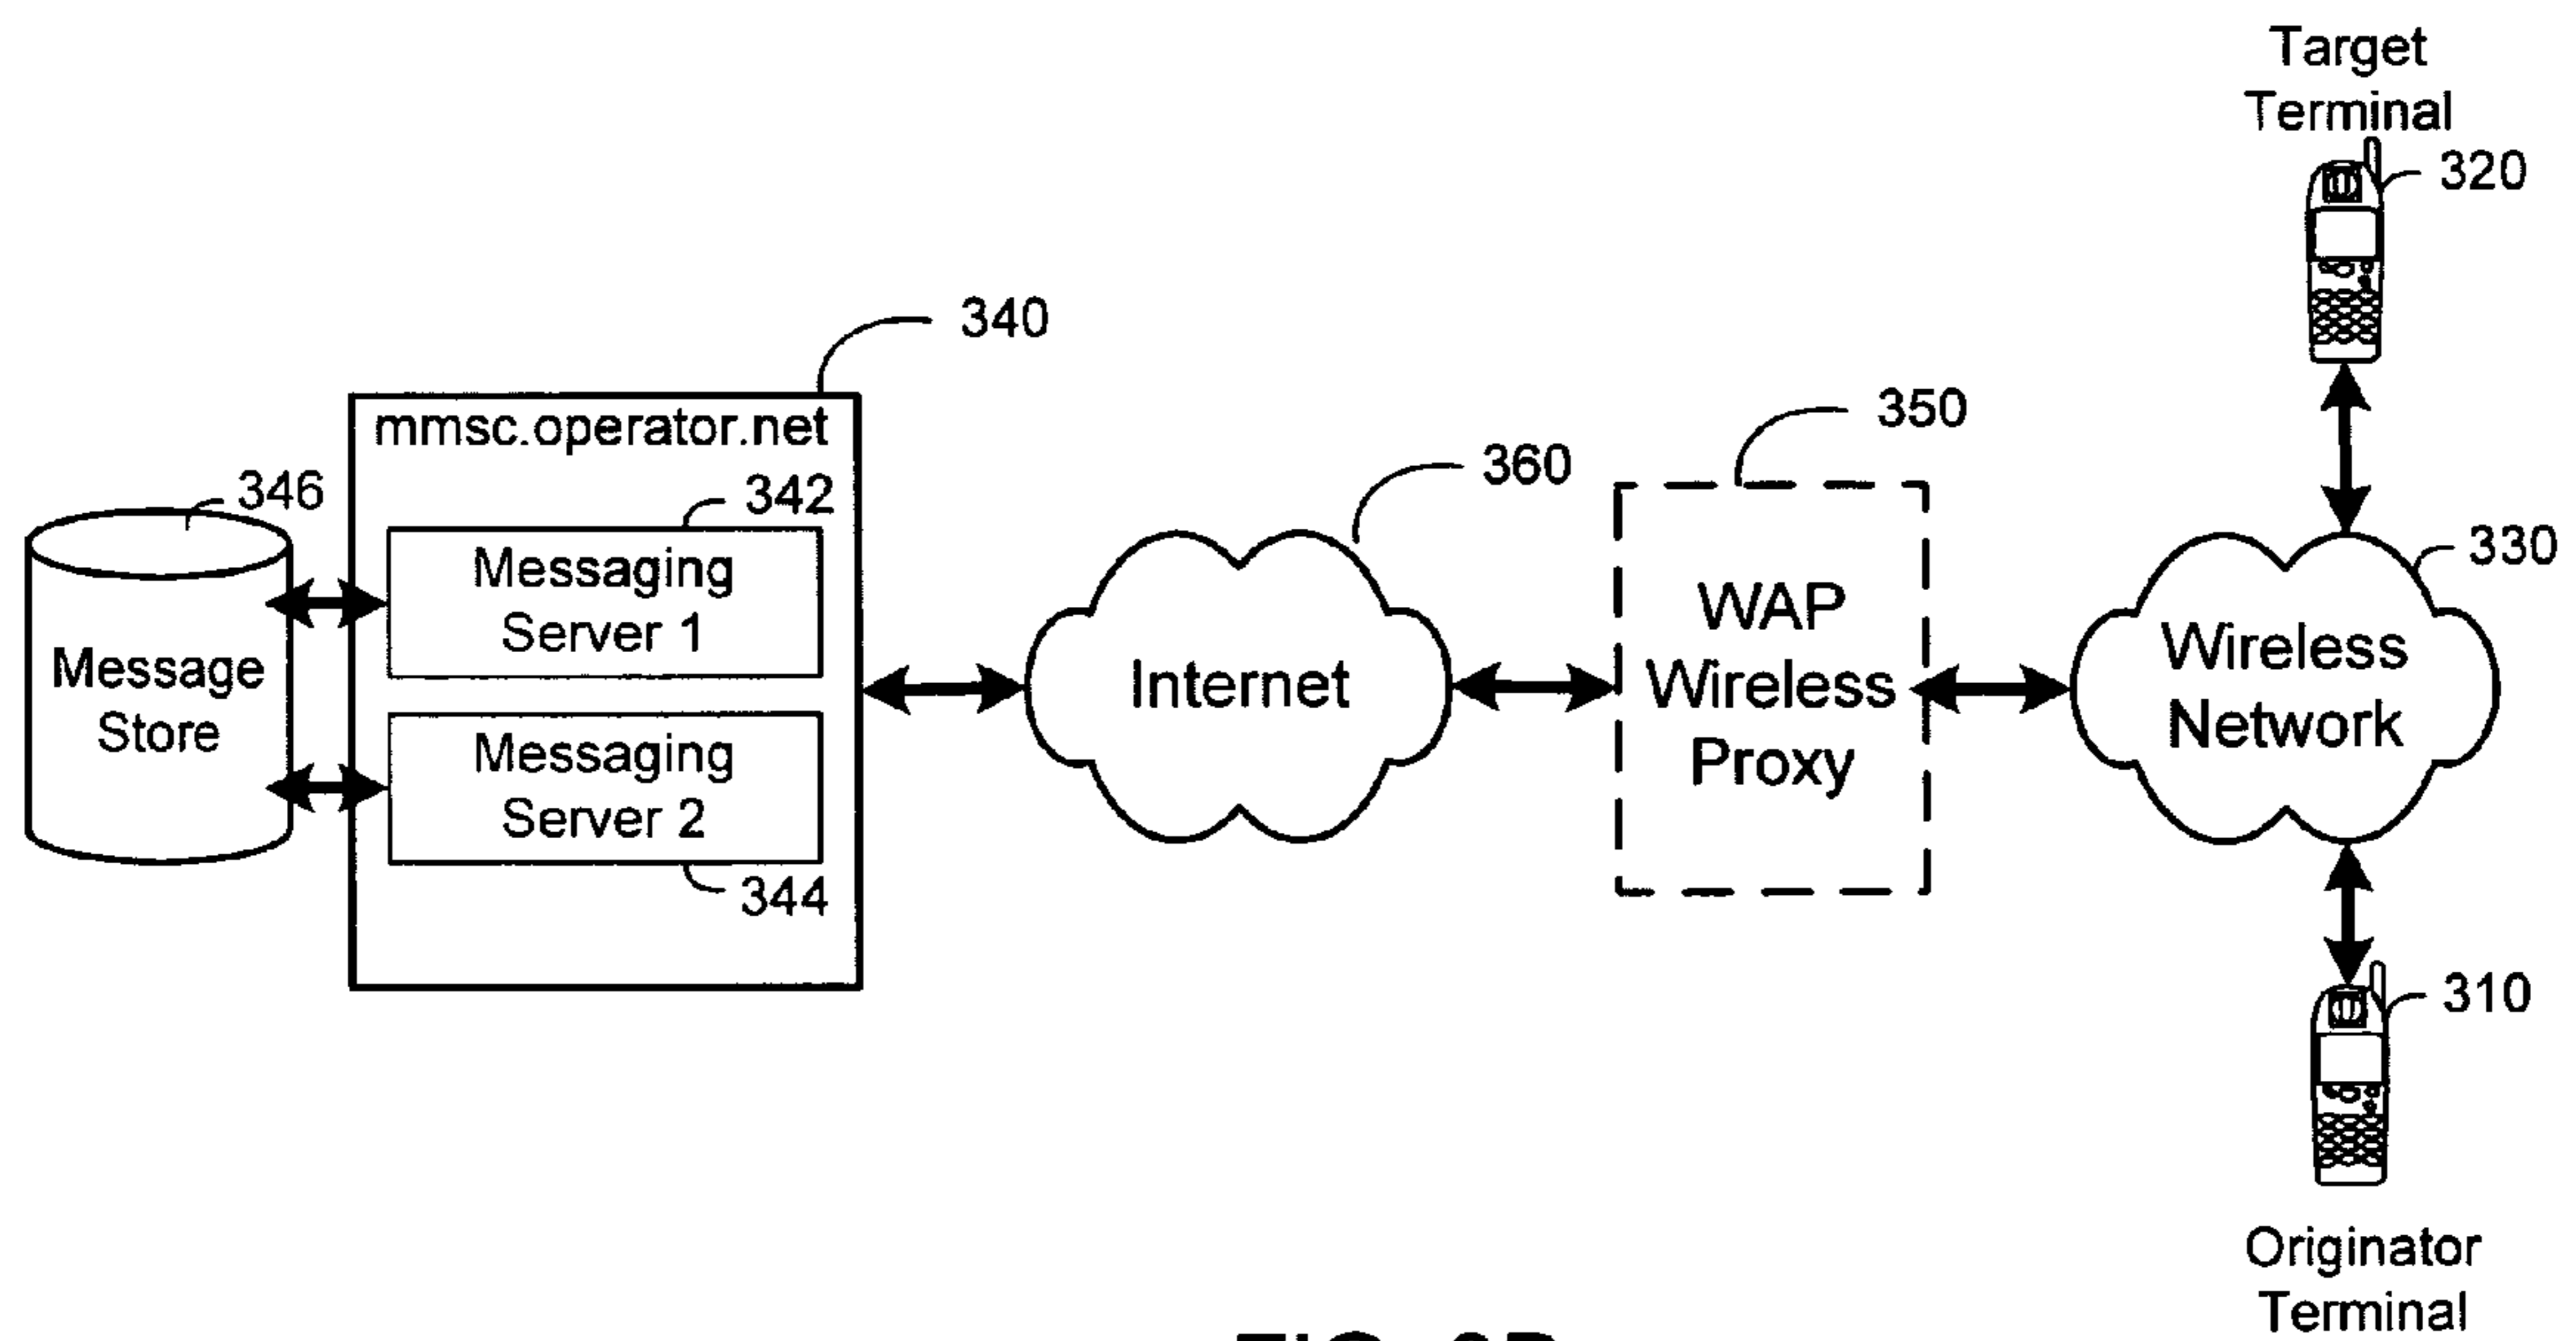 Target
Terminal
320
340
mmsc.operator.net
350
360
346
342
Messaging
Server 1
330
WAP
Wireless
Proxy
Wireless
Network
Internet
Message
Store
Messaging
Server 2
344
310
Originator
Terminal